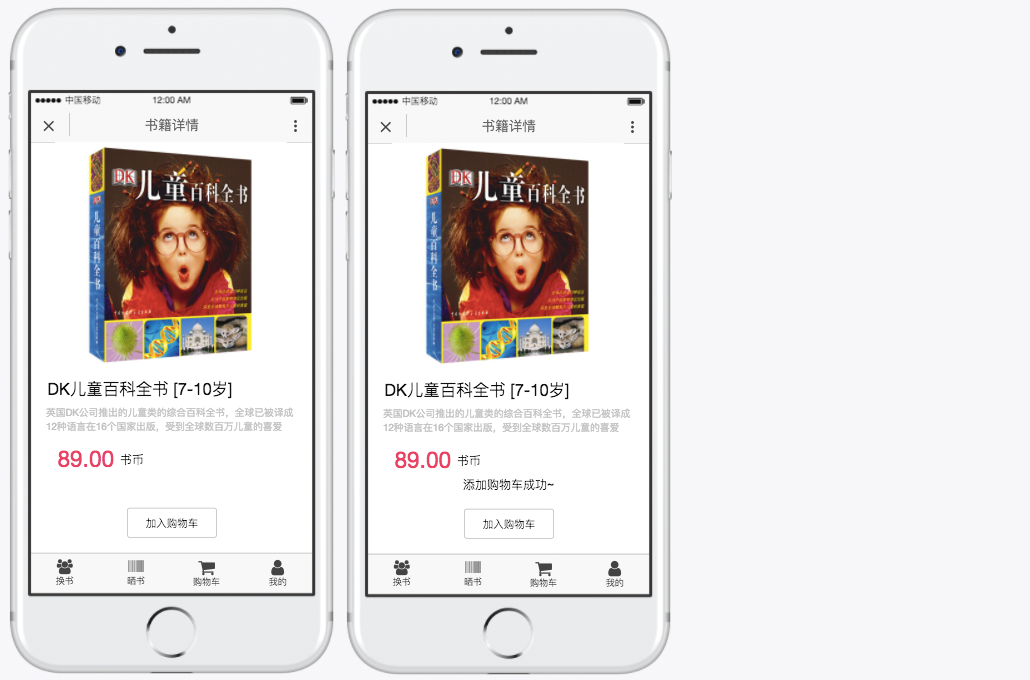 中国移动
12:00 AM
书籍详情
DK
儿童百科全书
DK
儿童百科全书
DK儿童百科全书 [7-10岁]
英国DK公司推出的儿童类的综合百科全书，全球已被译成
12种语言在16个国家出版，受到全球数百万儿童的喜爱
89.00 书币
加入购物车
换书
晒书
购物车
我的
中国移动
12:00 AM
书籍详情
DK
儿童百科全书
DK
儿童百科全书
DK儿童百科全书 [7-10岁]
英国DK公司推出的儿童类的综合百科全书，全球已被译成
12种语言在16个国家出版，受到全球数百万儿童的喜爱
89.00 书币
添加购物车成功~
加入购物车
换书
晒书
购物车
我的